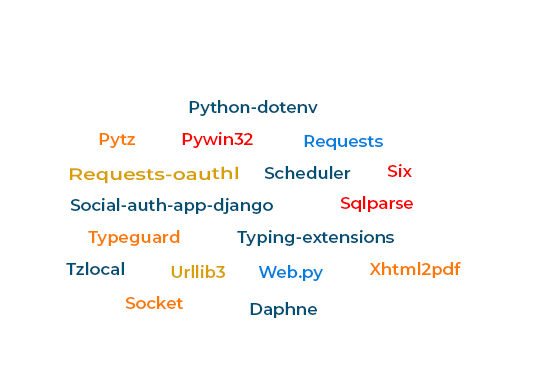 Python-dotenv
Pytz Pywin32 Requests
Requests-oauthl Scheduler Six
Social-auth-app-django Sqlparse
Typeguard Typing-extensions
Tzlocal Urllib3 Web.py Xhtml2pdf
Socket Daphne